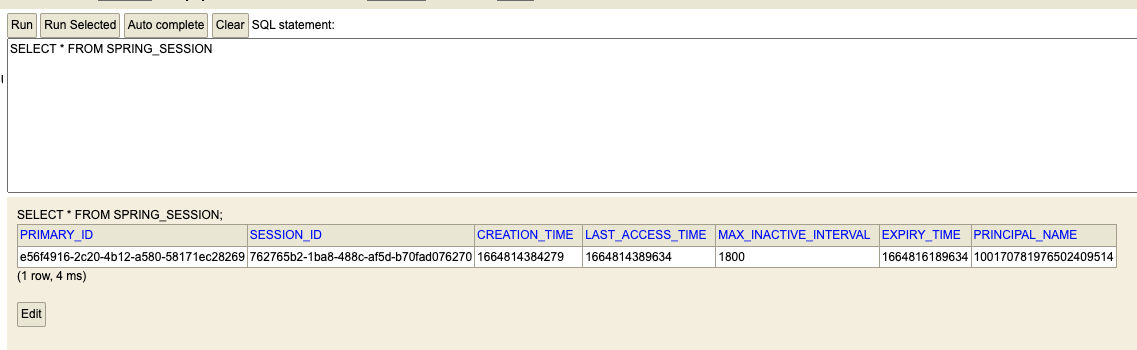 Run Run Selected Auto complete Clear SQL statement:
SELECT * FROM SPRING_SESSION
SELECT * FROM SPRING_SESSION;
PRIMARY_ID SESSION_ID CREATION_TIME LAST_ACCESS_TIME MAX_INACTIVE_INTERVAL EXPIRY_TIME PRINCIPAL_NAME
e56f4916-2c20-4b12-a580-58171ec28269 762765b2-1ba8-488c-af5d-b70fad076270 1664814384279 1664814389634 1800 1664816189634 100170781976502409514
(1 row, 4 ms)
Edit